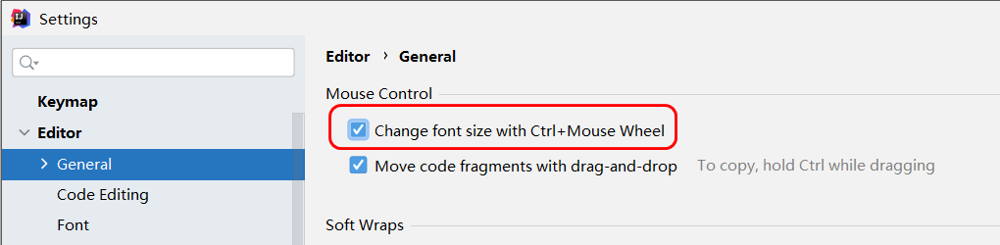 Settings
Keymap
Editor
General
Code Editing
Font
Editor › General
Mouse Control
Change font size with Ctrl+Mouse Wheel
Move code fragments with drag-and-drop To copy, hold Ctrl while dragging
Soft Wraps